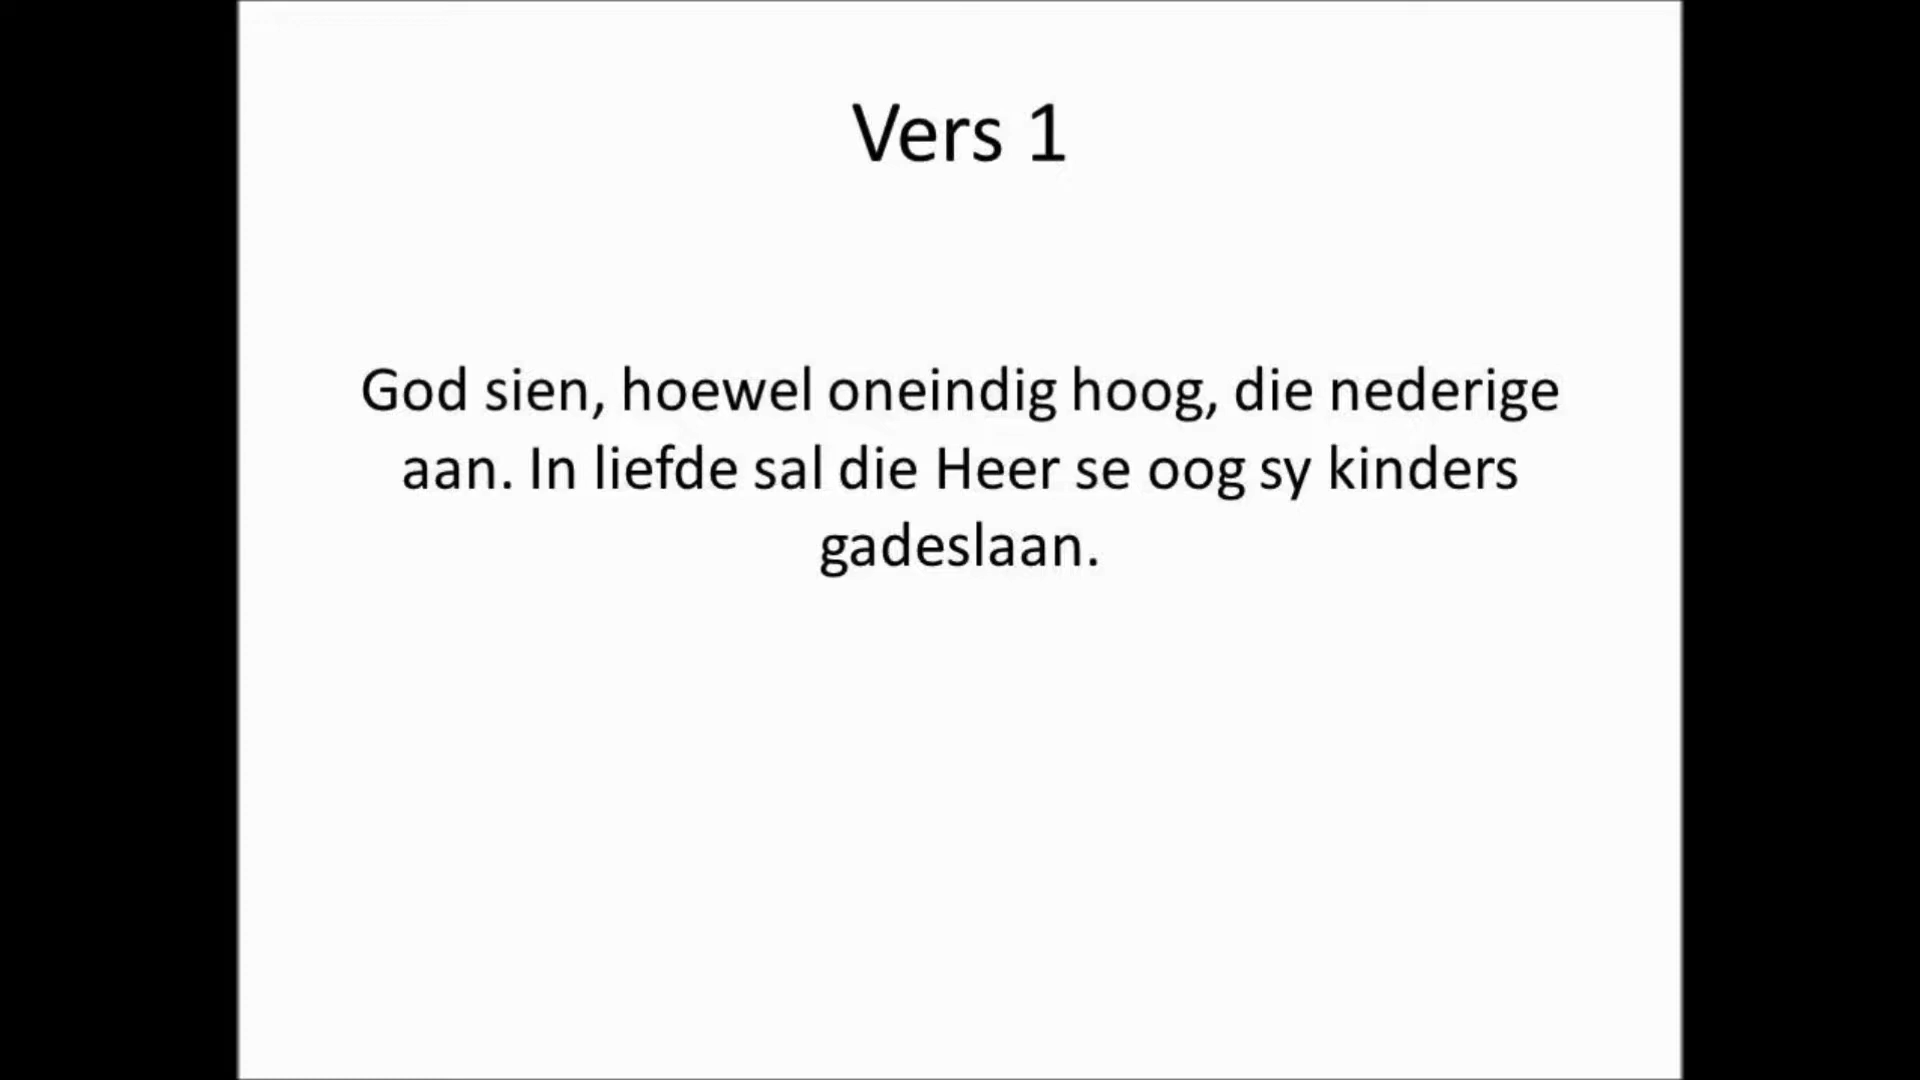 Vers 1
God sien, hoewel oneindig hoog, die nederige
aan. In liefde sal die Heer se oog sy kinders
gadeslaan.